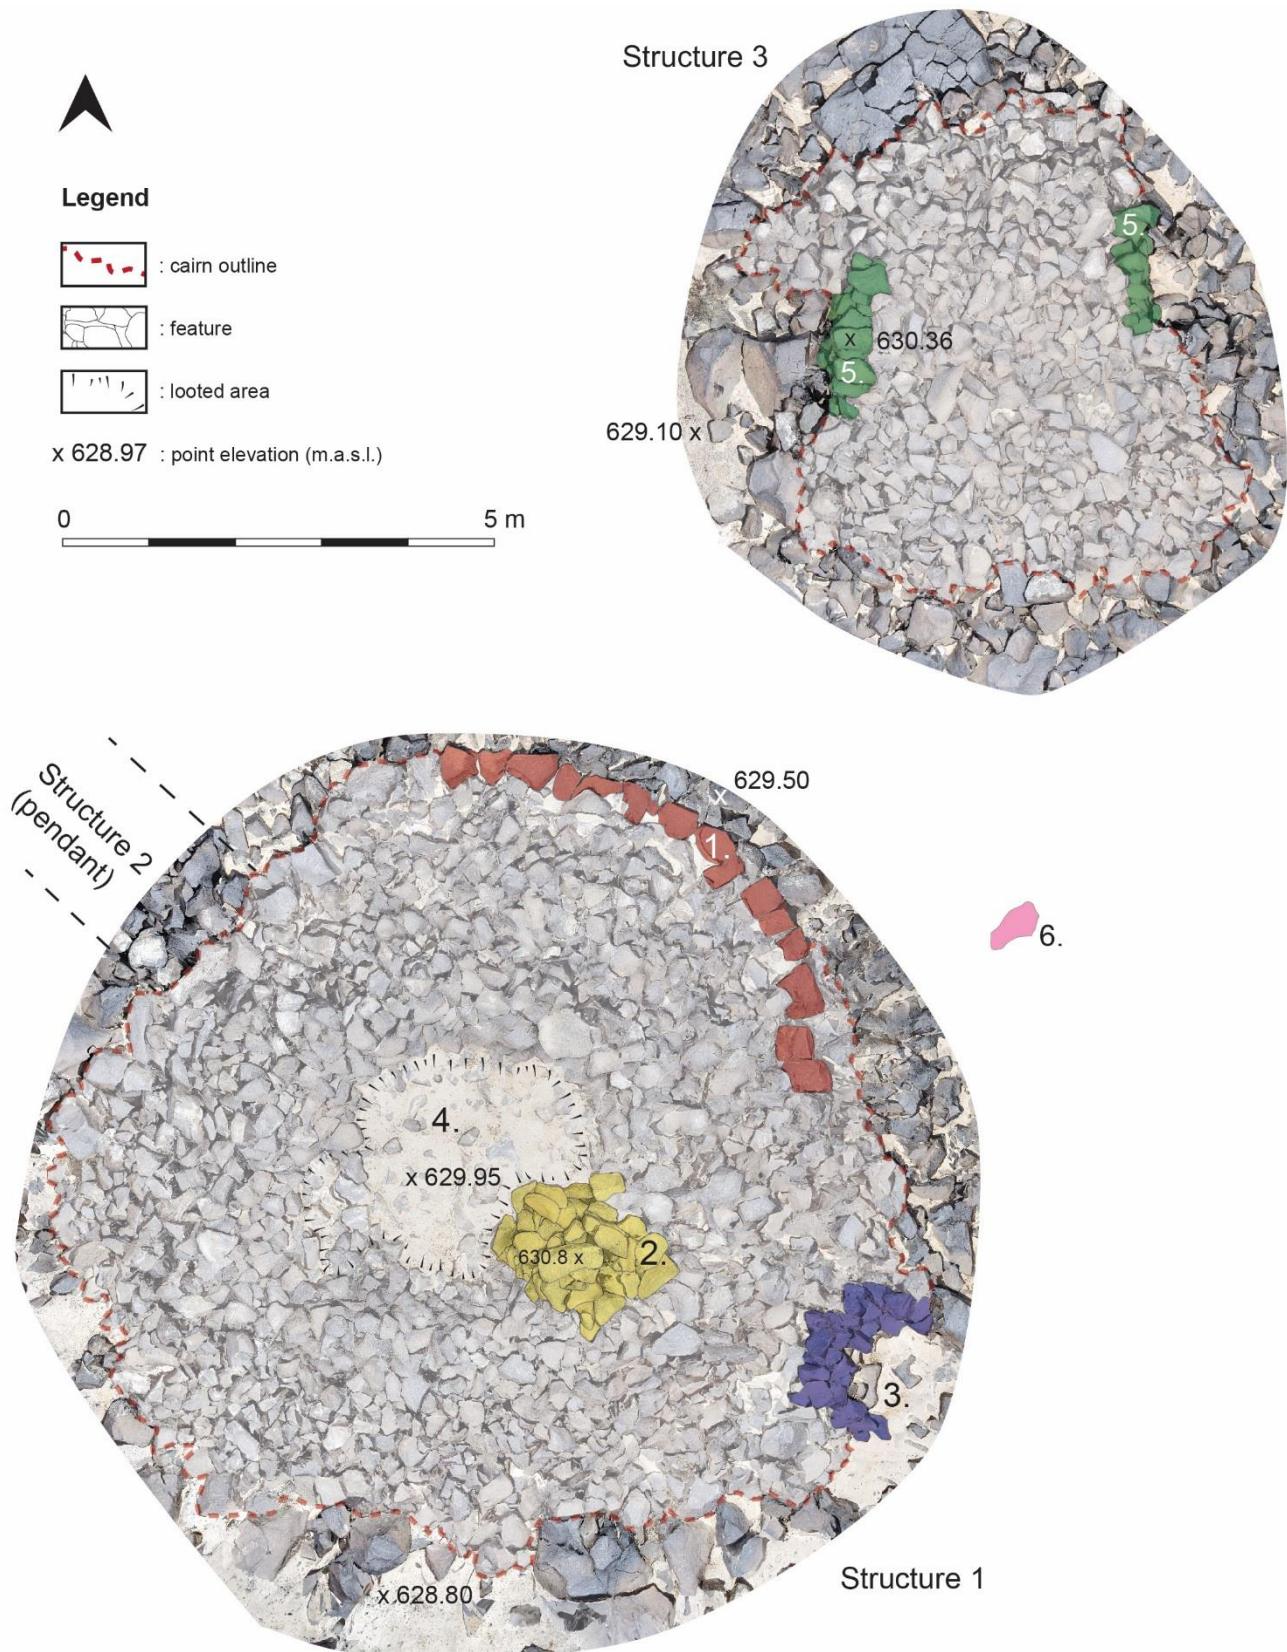 Structure 3
Legend
: cairn outline
: feature
: looted area
x 628.97 : point elevation (m.a.s.l.)
0 5 m
5.
x 630.36
5.
629.10 x
Structure 2
(pendant)
x 629.50
1.
6.
4.
x 629.95
2.
630.8 x
3.
Structure 1
x 628.80